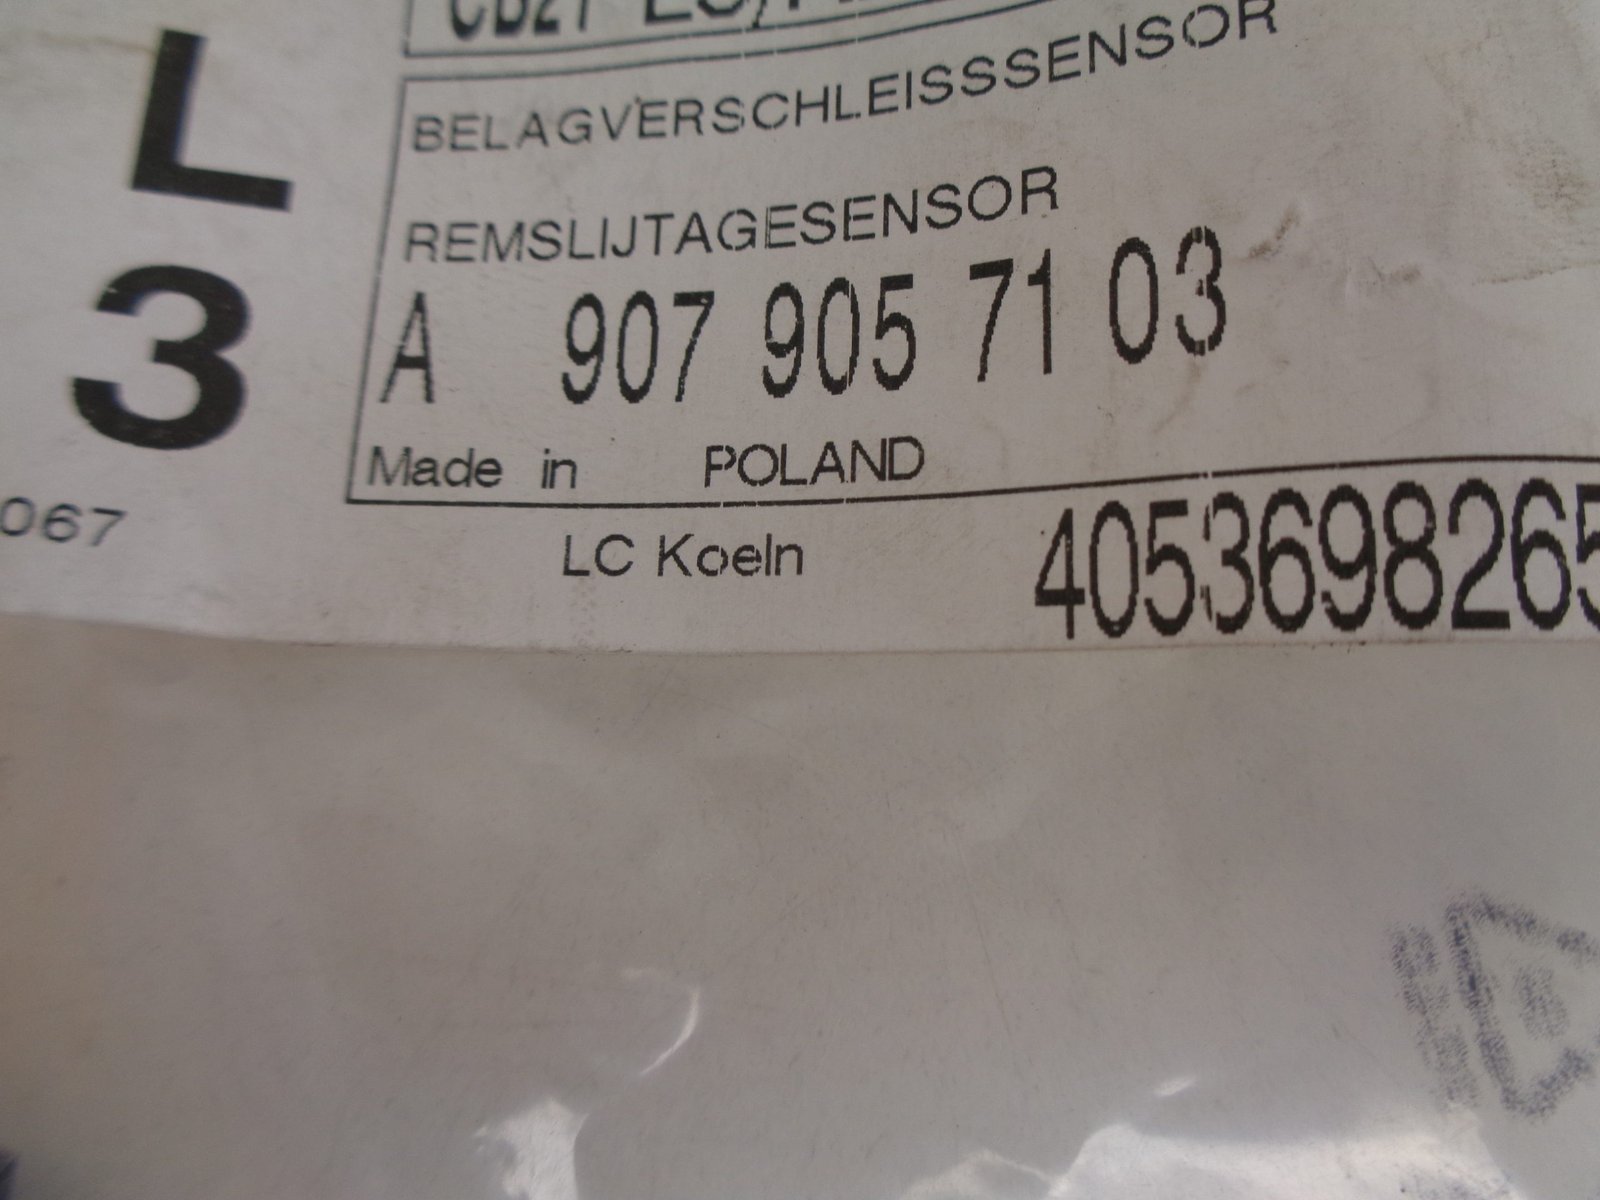 L
3
BELAGVERSCHLEISSSENSOR
REMSLIJTAGESENSOR
A 907 905 71 03
Made in POLAND
067
LC Koeln
4053698265